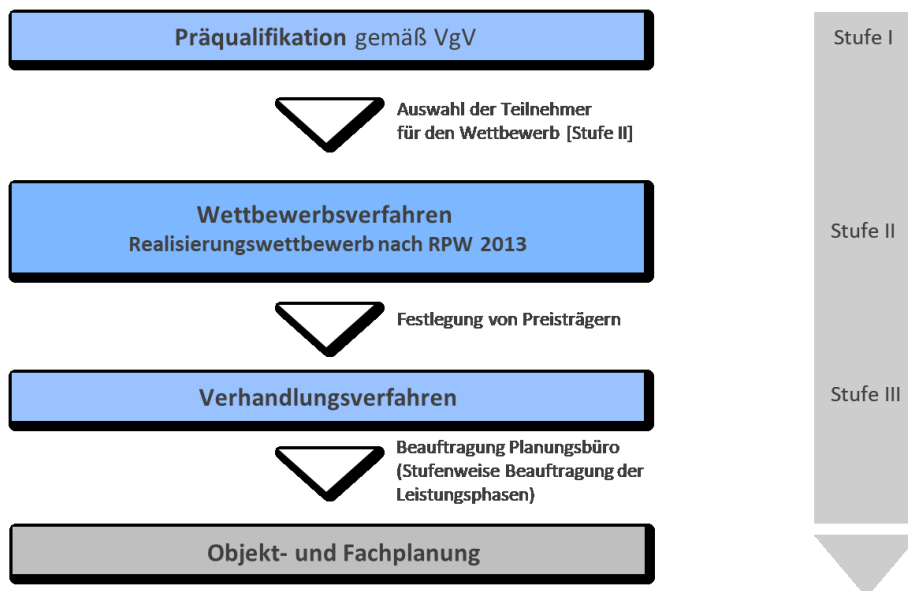 Präqualifikation gemäß VgV
Stufe I
Auswahl der Teilnehmer
für den Wettbewerb [Stufe II]
Wettbewerbsverfahren
Realisierungswettbewerb nach RPW 2013
Stufe II
Festlegung von Preisträgern
Verhandlungsverfahren
Stufe III
Beauftragung Planungsbüro
(Stufenweise Beauftragung der
Leistungsphasen)
Objekt- und Fachplanung